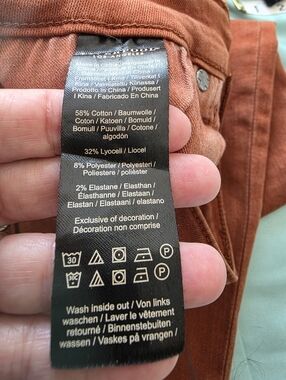 Prodotto in China / Produsert
i Kina / Fabricado En China
58% Cotton / Baumwolle /
Coton / Katoen / Bomuld /
Bomull / Puuvilla / Cotone /
algodón
32% Lyocell / Liocel
8% Polyester / Polyesteri /
Poliestere / poliéster
2% Elastane / Elasthan /
Élasthanne / Elastaan /
Elastan / Elastaani / elastano
Exclusive of decoration /
Décoration non comprise
30
Wash inside out / Von links
waschen / Laver le vêtement
retourné / Binnenstebuiten
wassen / Vaskes på vrangen /